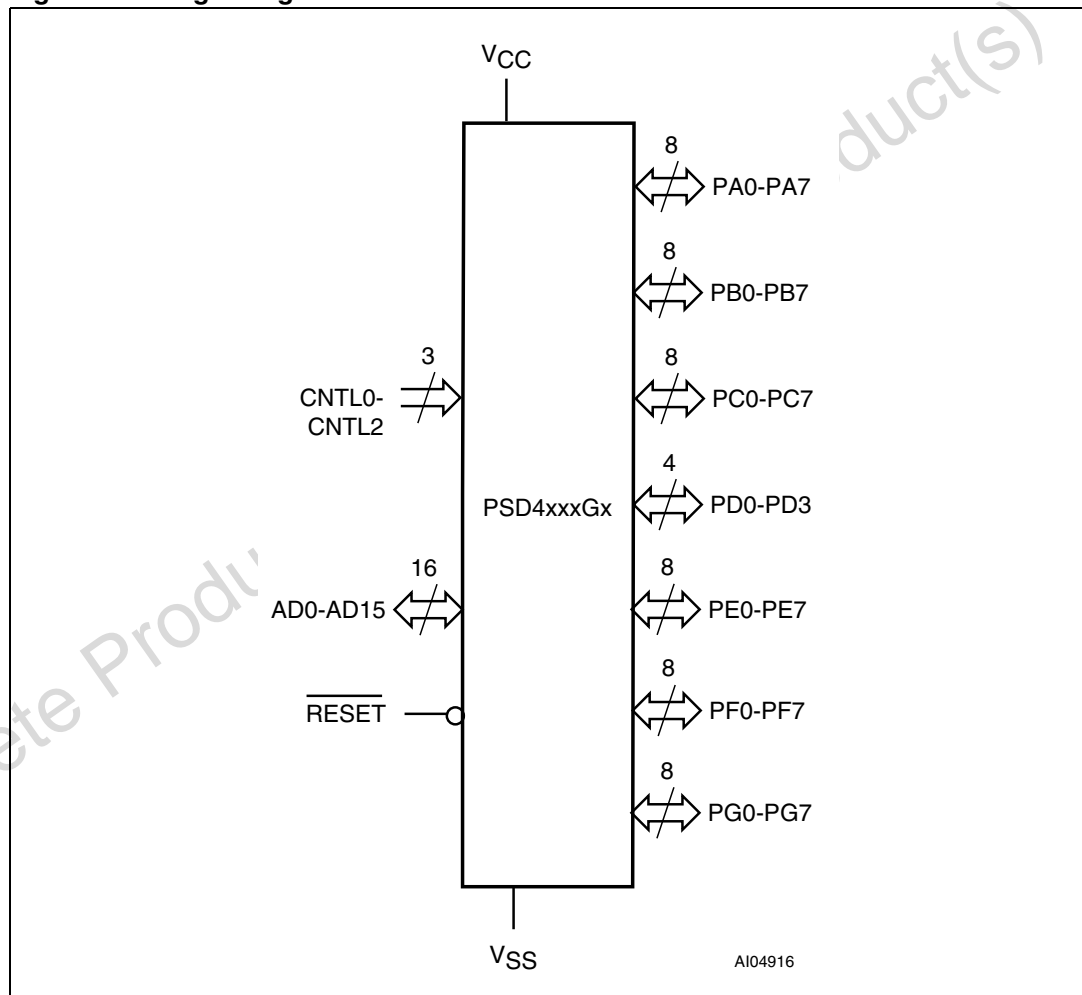 VCC
8
PA0-PA7
8
PB0-PB7
3
CNTL0-
CNTL2
8
PC0-PC7
4
PSD4xxxGx
PD0-PD3
16
AD0-AD15
8
PE0-PE7
RESET
8
PF0-PF7
8
PG0-PG7
VSS
AI04916